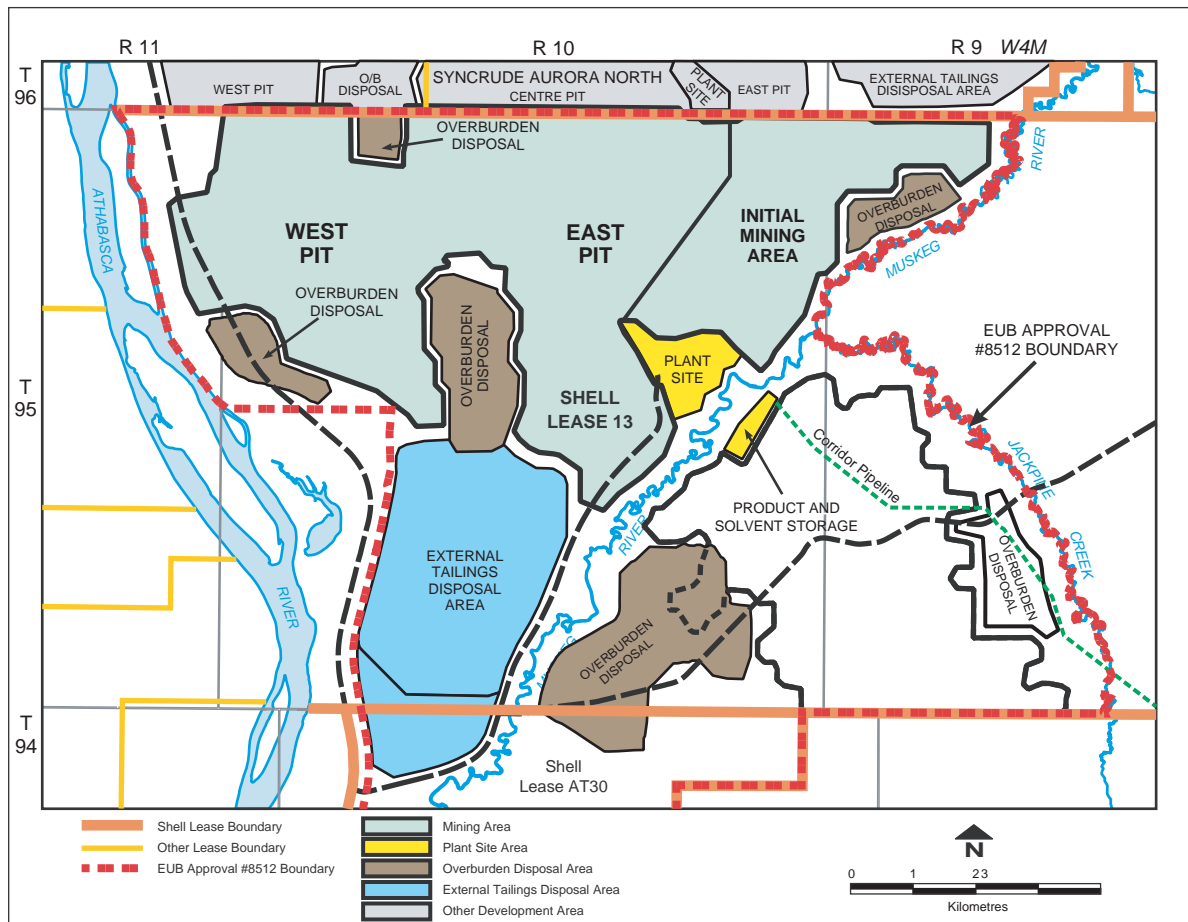 R 11
R 10
R 9 W4M
T
96
WEST PIT
O/B
DISPOSAL
SYNCRUDE AURORA NORTH
CENTRE PIT
PLANT
SITE
EAST PIT
EXTERNAL TAILINGS
DISISPOSAL AREA
OVERBURDEN
DISPOSAL
RIVER
ATHABASCA
OVERBURDEN
DISPOSAL
WEST
PIT
EAST
PIT
INITIAL
MINING
AREA
MUSKEG
OVERBURDEN
DISPOSAL
OVERBURDEN
DISPOSAL
EUB APPROVAL
#8512 BOUNDARY
PLANT
SITE
T
95
SHELL
LEASE 13
Corridor Pipeline
JACKPINE
PRODUCT AND
SOLVENT STORAGE
RIVER
EXTERNAL
TAILINGS
DISPOSAL
AREA
OVERBURDEN
DISPOSAL
CREEK
RIVER
OVERBURDEN
DISPOSAL
T
94
Shell
Lease AT30
Shell Lease Boundary
Other Lease Boundary
EUB Approval #8512 Boundary
Mining Area
Plant Site Area
Overburden Disposal Area
External Tailings Disposal Area
Other Development Area
N
0 1 23
Kilometres